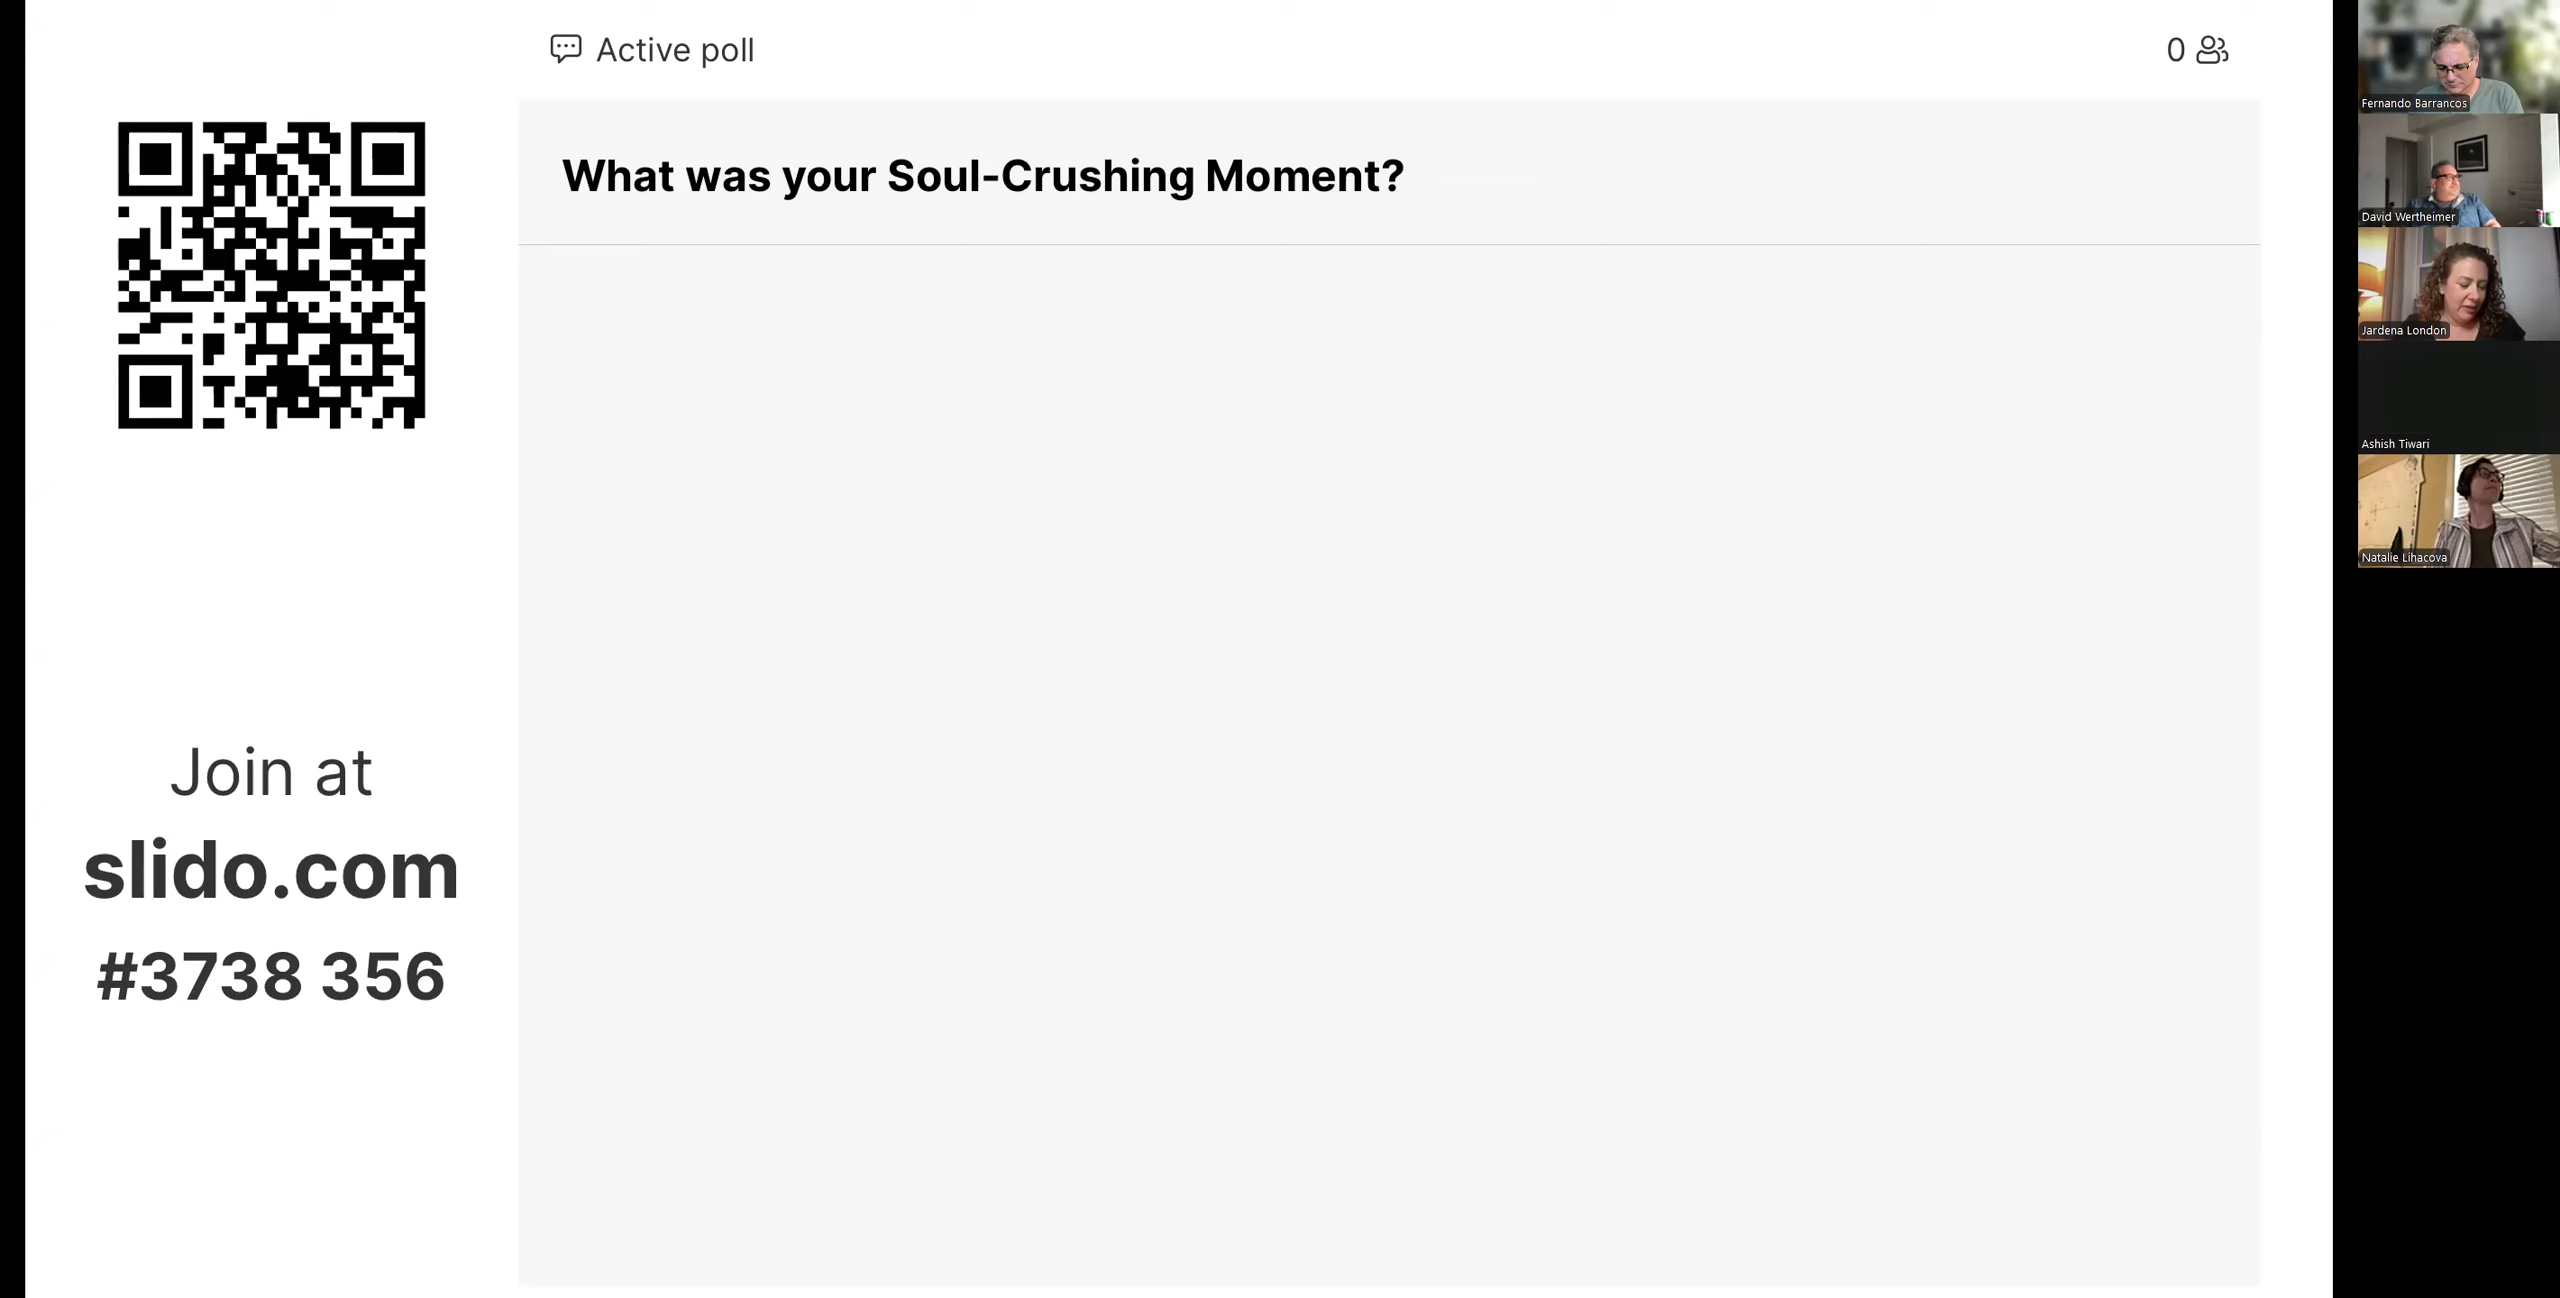 Active poll
0
What was your Soul-Crushing Moment?
Join at
slido.com
#3738 356
Fernando Barrancos
David Wertheimer
Jardena London
Ashish Tiwari
Natalie Lihacova